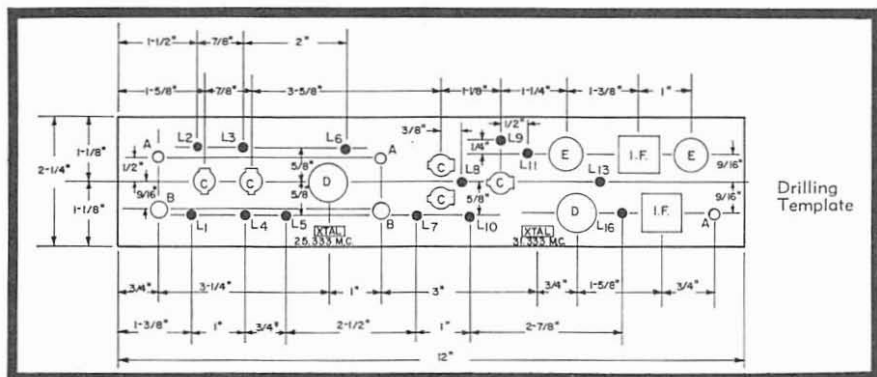 1-1/2" 7/8" 2"
1-5/8" 7/8" 3-5/8" 1-1/8" 1-1/4" 1-3/8" 1"
3/8" 1/2"
1/4"
L2 L3 L6 L9
A A L11 E I.F. E
2-1/4" 1-1/8" 1/2" 5/8" 9/16"
C C D C L8 C L13
9/16" 5/8" C 5/8" 9/16"
1-1/8" B B D I.F. A
L1 L4 L5 L7 L10 L16
XTAL XTAL
25.333 M.C. 31.333 M.C.
Drilling
Template
3/4" 3-1/4" 1" 3" 3/4" 1-5/8" 3/4"
1-3/8" 1" 3/4" 2-1/2" 1" 2-7/8"
12"